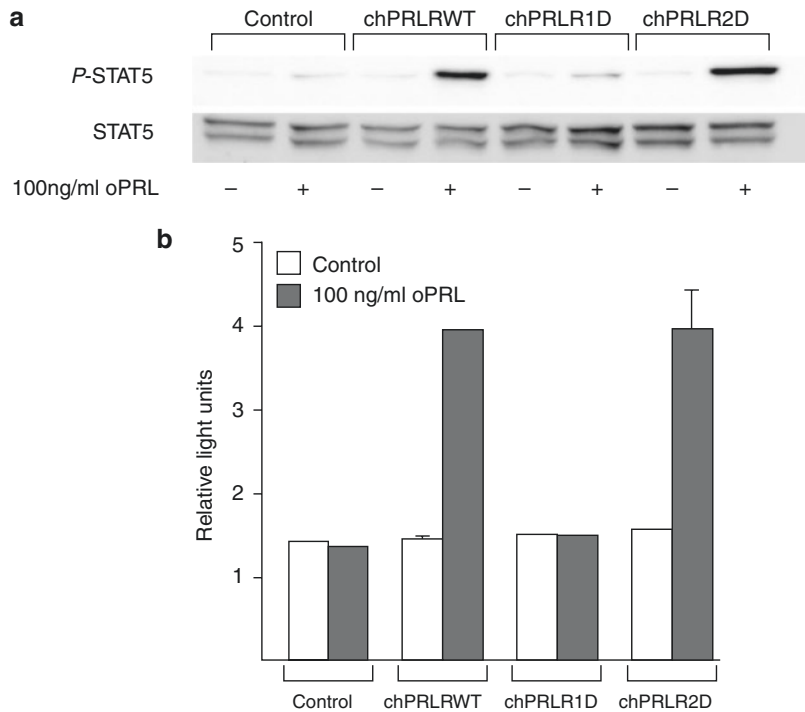 a
Control chPRLRWT chPRLR1D chPRLR2D
P-STAT5
STAT5
100ng/ml oPRL − + − + − + − +
b
5
4
3
2
1
Relative light units
Control
100 ng/ml oPRL
Control chPRLRWT chPRLR1D chPRLR2D